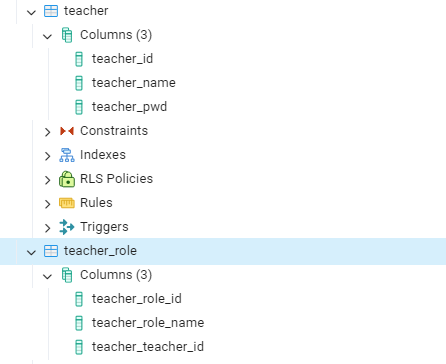 teacher
Columns (3)
teacher_id
teacher_name
teacher_pwd
Constraints
Indexes
RLS Policies
Rules
Triggers
teacher_role
Columns (3)
teacher_role_id
teacher_role_name
teacher_teacher_id